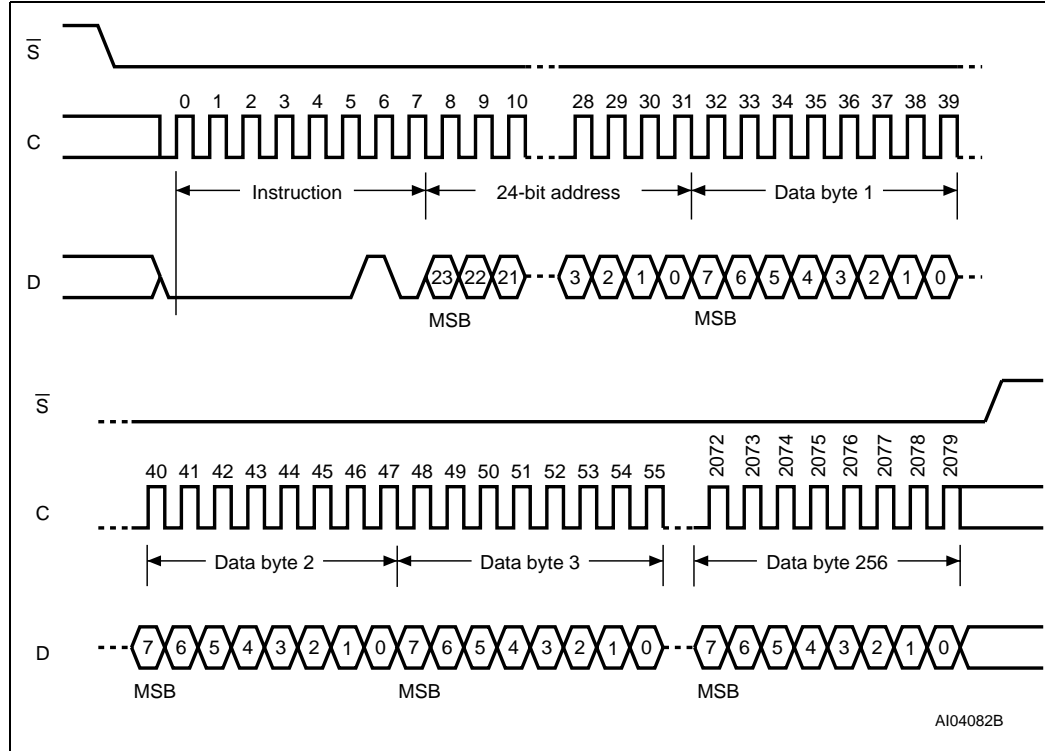 S
0 1 2 3 4 5 6 7 8 9 10 28 29 30 31 32 33 34 35 36 37 38 39
C
Instruction 24-bit address Data byte 1
D 23 22 21 3 2 1 0 7 6 5 4 3 2 1 0
MSB MSB
S
40 41 42 43 44 45 46 47 48 49 50 51 52 53 54 55 2072 2073 2074 2075 2076 2077 2078 2079
C
Data byte 2 Data byte 3 Data byte 256
D 7 6 5 4 3 2 1 0 7 6 5 4 3 2 1 0 7 6 5 4 3 2 1 0
MSB MSB MSB
AI04082B